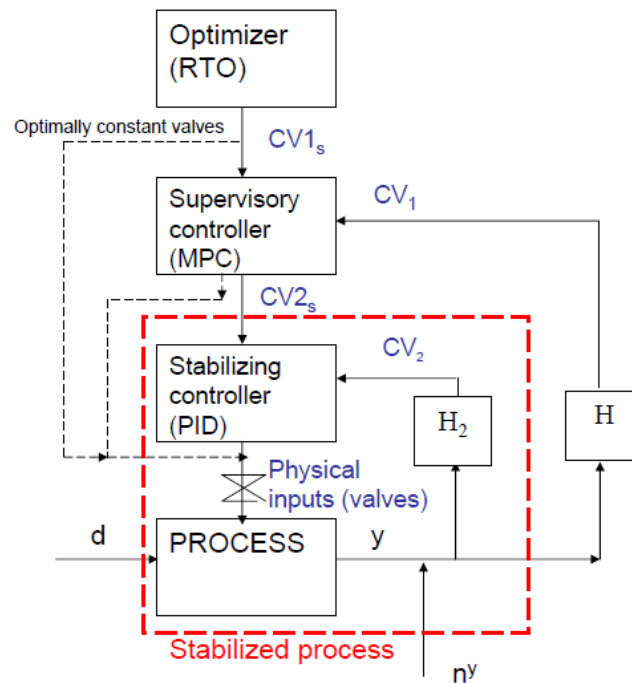 Optimizer
(RTO)
Optimally constant valves
CV1s
Supervisory
controller
(MPC)
CV1
CV2s
Stabilizing
controller
(PID)
CV2
H2
H
Physical
inputs (valves)
d
PROCESS
y
Stabilized process
ny